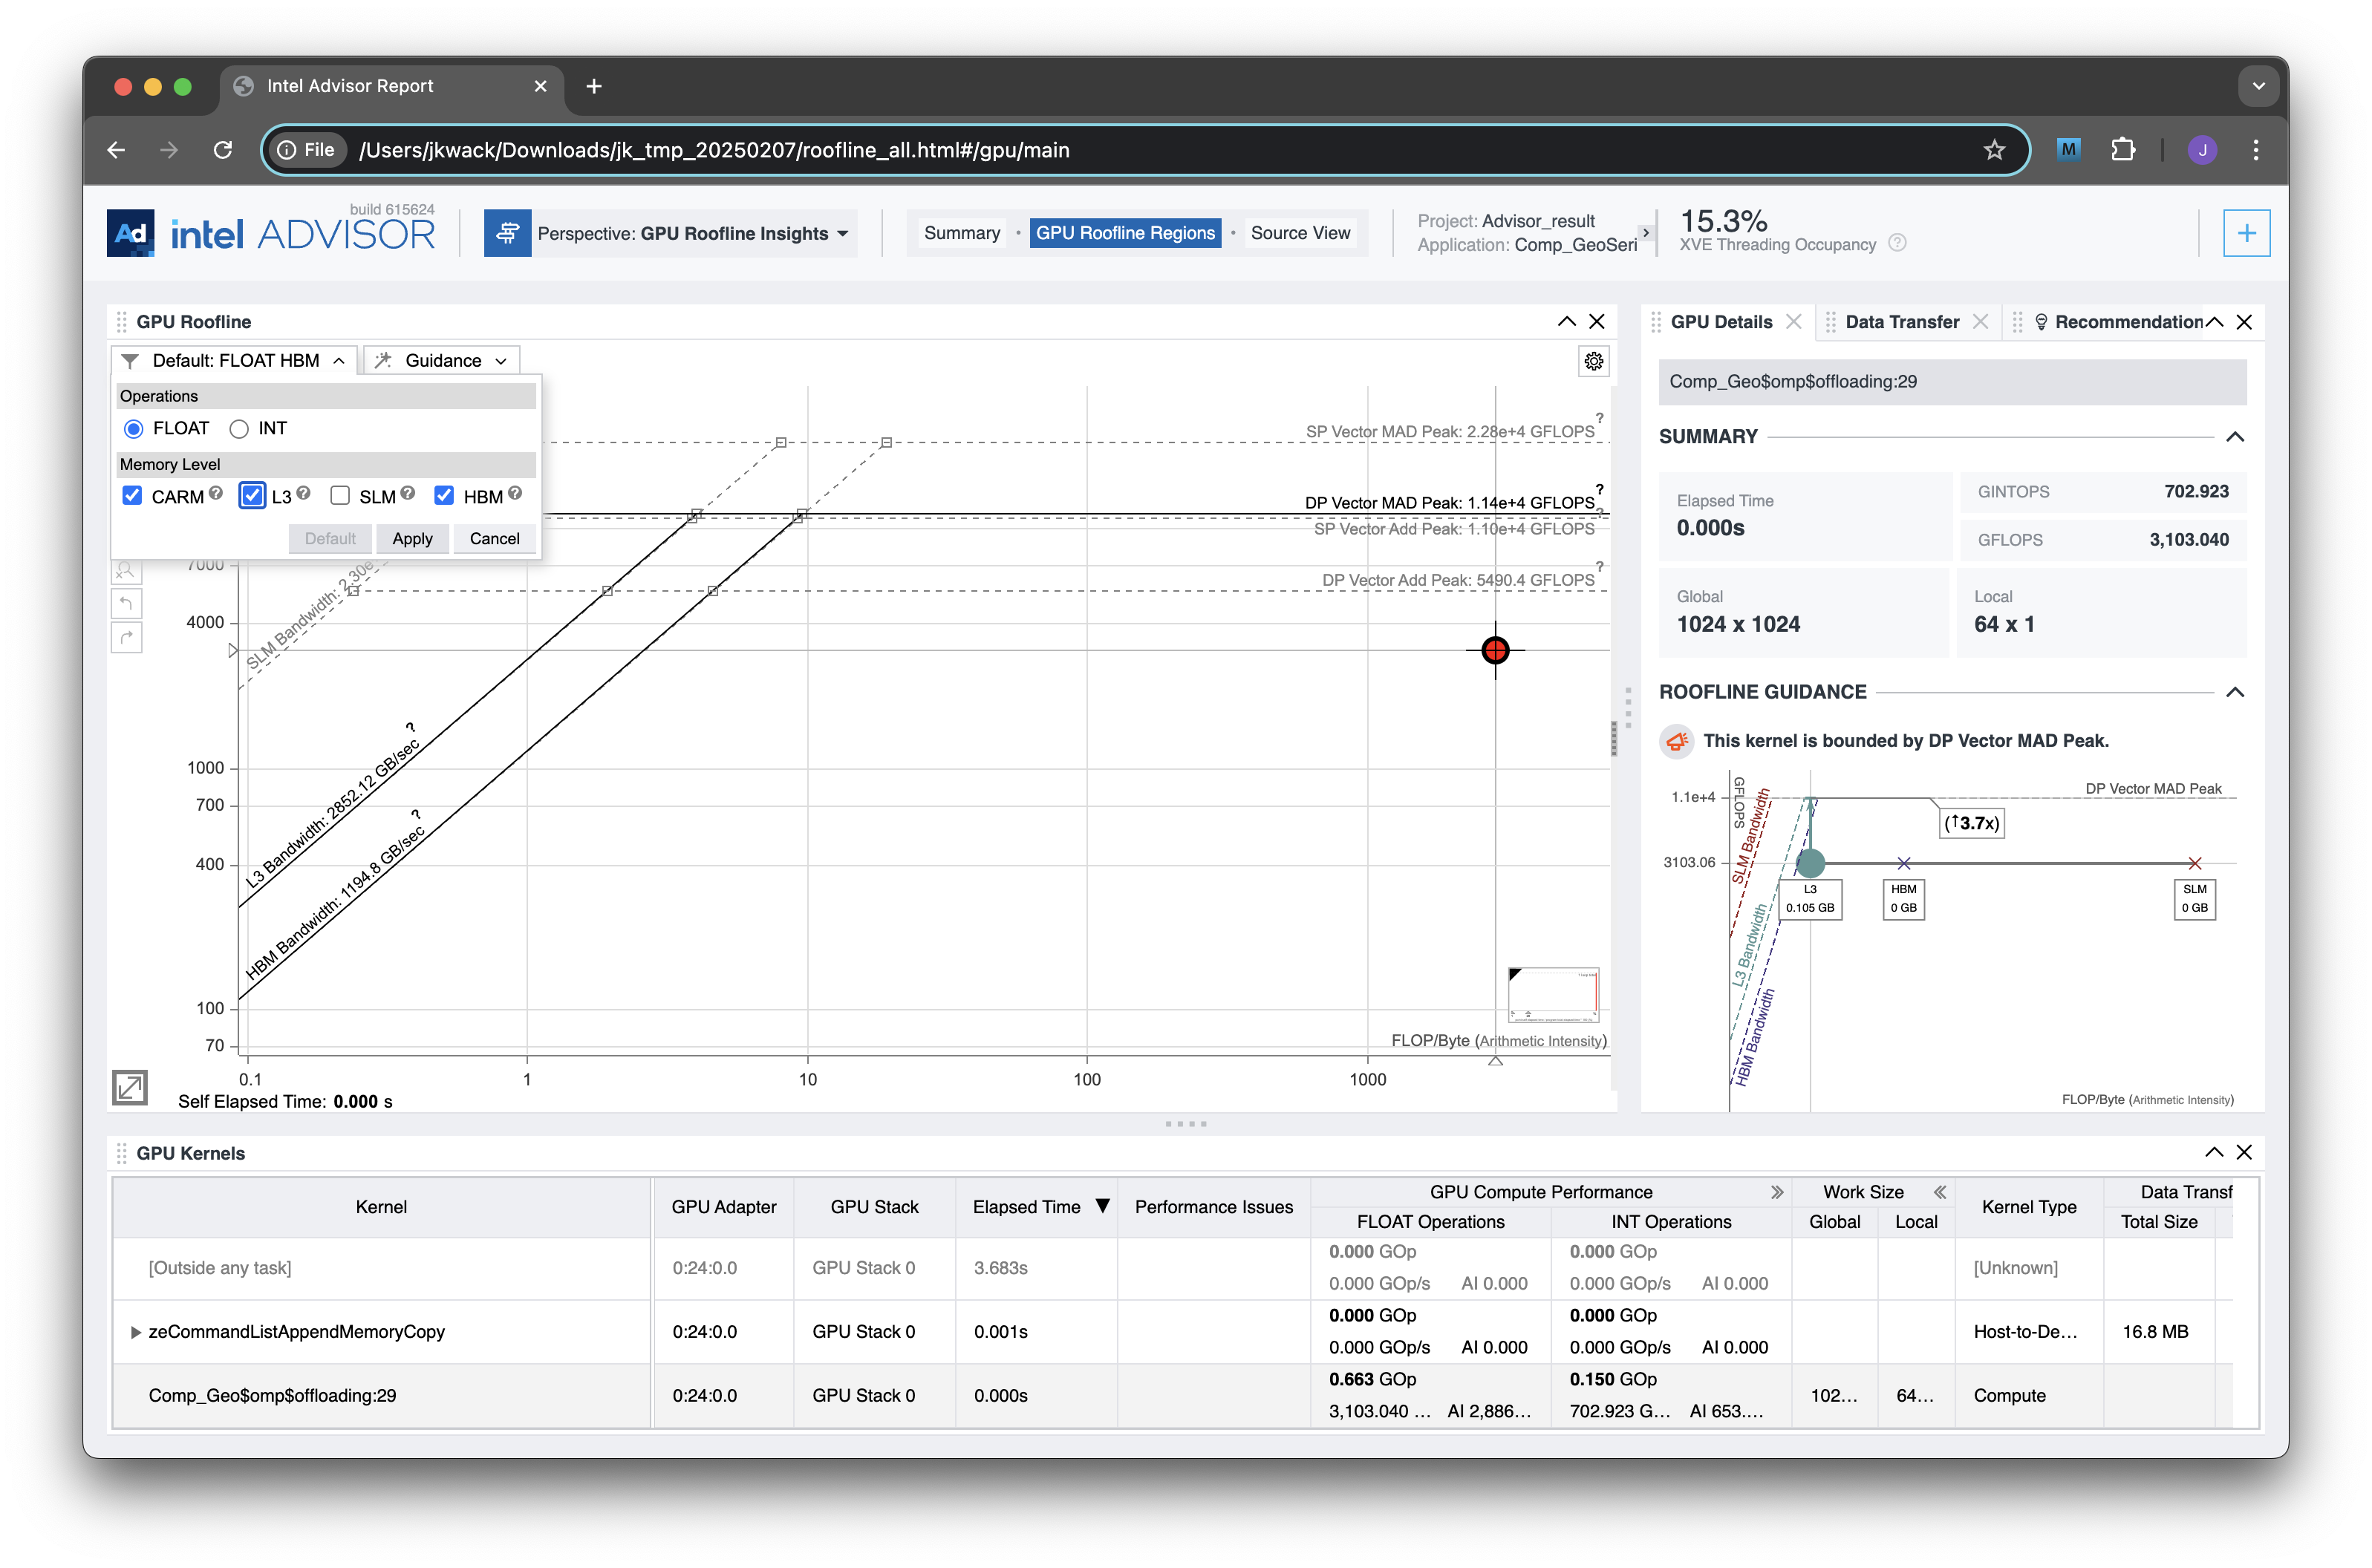 Intel Advisor Report
File
/Users/jkwack/Downloads/jk_tmp_20250207/roofline_all.html#/gpu/main
M
J
Ad
intel ADVISOR
build 615624
Perspective: GPU Roofline Insights
Summary
GPU Roofline Regions
Source View
Project: Advisor_result
Application: Comp_GeoSeri
15.3%
XVE Threading Occupancy ?
GPU Roofline
Default: FLOAT HBM
Guidance
Operations
FLOAT INT
Memory Level
CARM ? L3 ? SLM ? HBM ?
Default Apply Cancel
SP Vector MAD Peak: 2.28e+4 GFLOPS ?
DP Vector MAD Peak: 1.14e+4 GFLOPS ?
SP Vector Add Peak: 1.10e+4 GFLOPS ?
DP Vector Add Peak: 5490.4 GFLOPS ?
SLM Bandwidth: 2.30e
L3 Bandwidth: 2852.12 GB/sec ?
HBM Bandwidth: 1194.8 GB/sec ?
7000
4000
1000
700
400
100
70
FLOP/Byte (Arithmetic Intensity)
0.1 1 10 100 1000
Self Elapsed Time: 0.000 s
GPU Details
Data Transfer
Recommendation
Comp_Geo$omp$offloading:29
SUMMARY
Elapsed Time
0.000s
GINTOPS 702.923
GFLOPS 3,103.040
Global
1024 x 1024
Local
64 x 1
ROOFLINE GUIDANCE
This kernel is bounded by DP Vector MAD Peak.
GFLOPS
1.1e+4
DP Vector MAD Peak
(↑3.7x)
3103.06
SLM Bandwidth
L3 Bandwidth
HBM Bandwidth
L3
0.105 GB
HBM
0 GB
SLM
0 GB
FLOP/Byte (Arithmetic Intensity)
GPU Kernels
Kernel GPU Adapter GPU Stack Elapsed Time Performance Issues GPU Compute Performance Work Size Kernel Type Data Transf
FLOAT Operations INT Operations Global Local Total Size
[Outside any task] 0:24:0.0 GPU Stack 0 3.683s 0.000 GOp 0.000 GOp [Unknown]
0.000 GOp/s AI 0.000 0.000 GOp/s AI 0.000
zeCommandListAppendMemoryCopy 0:24:0.0 GPU Stack 0 0.001s 0.000 GOp 0.000 GOp Host-to-De... 16.8 MB
0.000 GOp/s AI 0.000 0.000 GOp/s AI 0.000
Comp_Geo$omp$offloading:29 0:24:0.0 GPU Stack 0 0.000s 0.663 GOp 0.150 GOp 102... 64... Compute
3,103.040 ... AI 2,886... 702.923 G... AI 653....